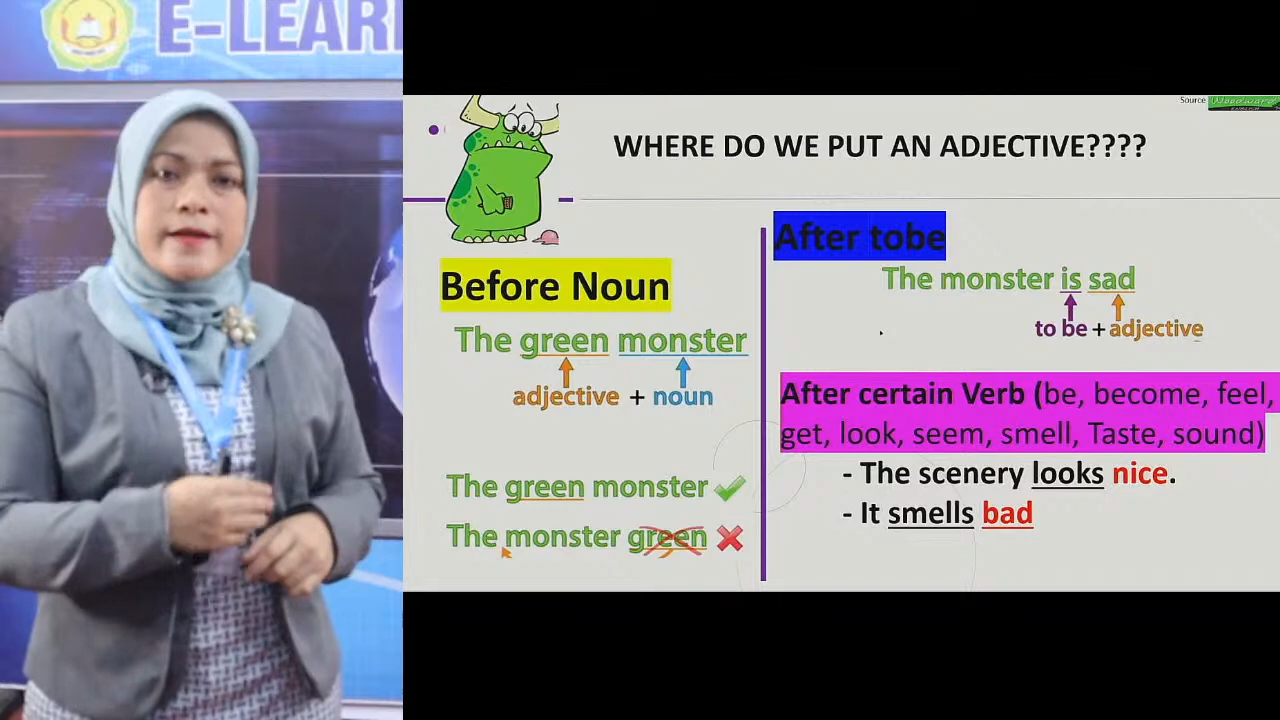 E-LEARN
Source
WHERE DO WE PUT AN ADJECTIVE????
Before Noun
The green monster
adjective + noun
The green monster
The monster green
After tobe
The monster is sad
to be + adjective
After certain Verb (be, become, feel,
get, look, seem, smell, Taste, sound)
- The scenery looks nice.
- It smells bad